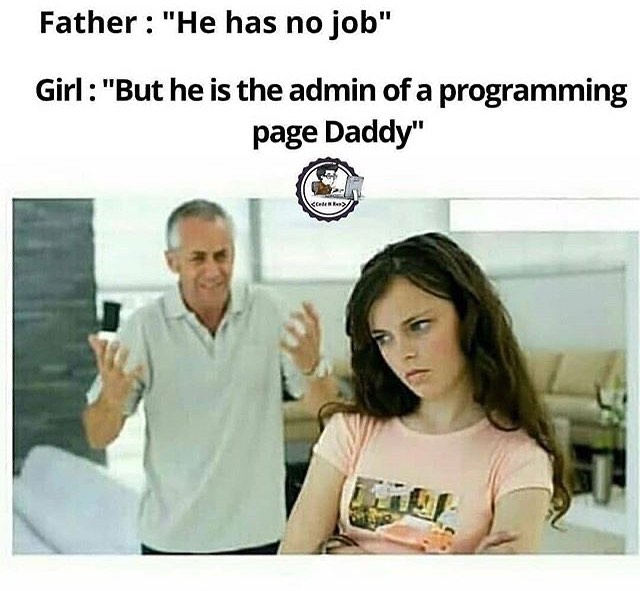 Father : "He has no job"
Girl : "But he is the admin of a programming
page Daddy"